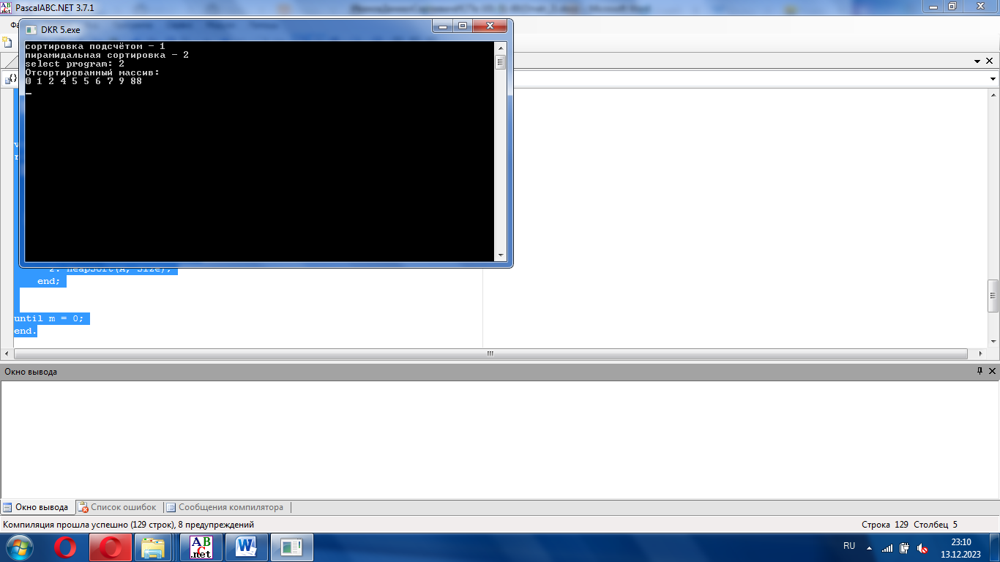 PascalABC.NET 3.7.1
DKR 5.exe
сортировка подсчётом - 1
пирамидальная сортировка - 2
select program: 2
Отсортированный массив:
0 1 2 4 5 5 6 7 9 88
2: HeapSort(A, Size);
end;
until m = 0;
end.
Окно вывода
Окно вывода
Список ошибок
Сообщения компилятора
Компиляция прошла успешно (129 строк), 8 предупреждений
Строка 129 Столбец 5
ABC.net
RU
23:10
13.12.2023